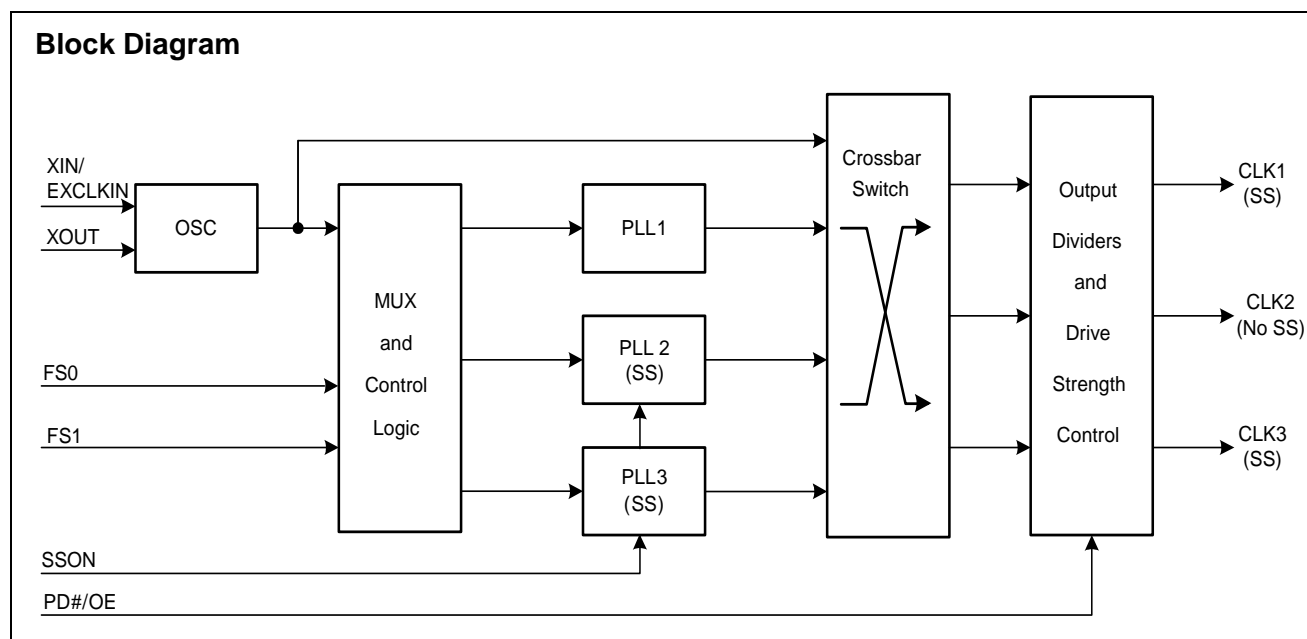 Block Diagram
XIN/
EXCLKIN
XOUT
OSC
FS0
FS1
SSON
PD#/OE
MUX
and
Control
Logic
PLL1
PLL 2
(SS)
PLL3
(SS)
Crossbar
Switch
Output
Dividers
and
Drive
Strength
Control
CLK1
(SS)
CLK2
(No SS)
CLK3
(SS)